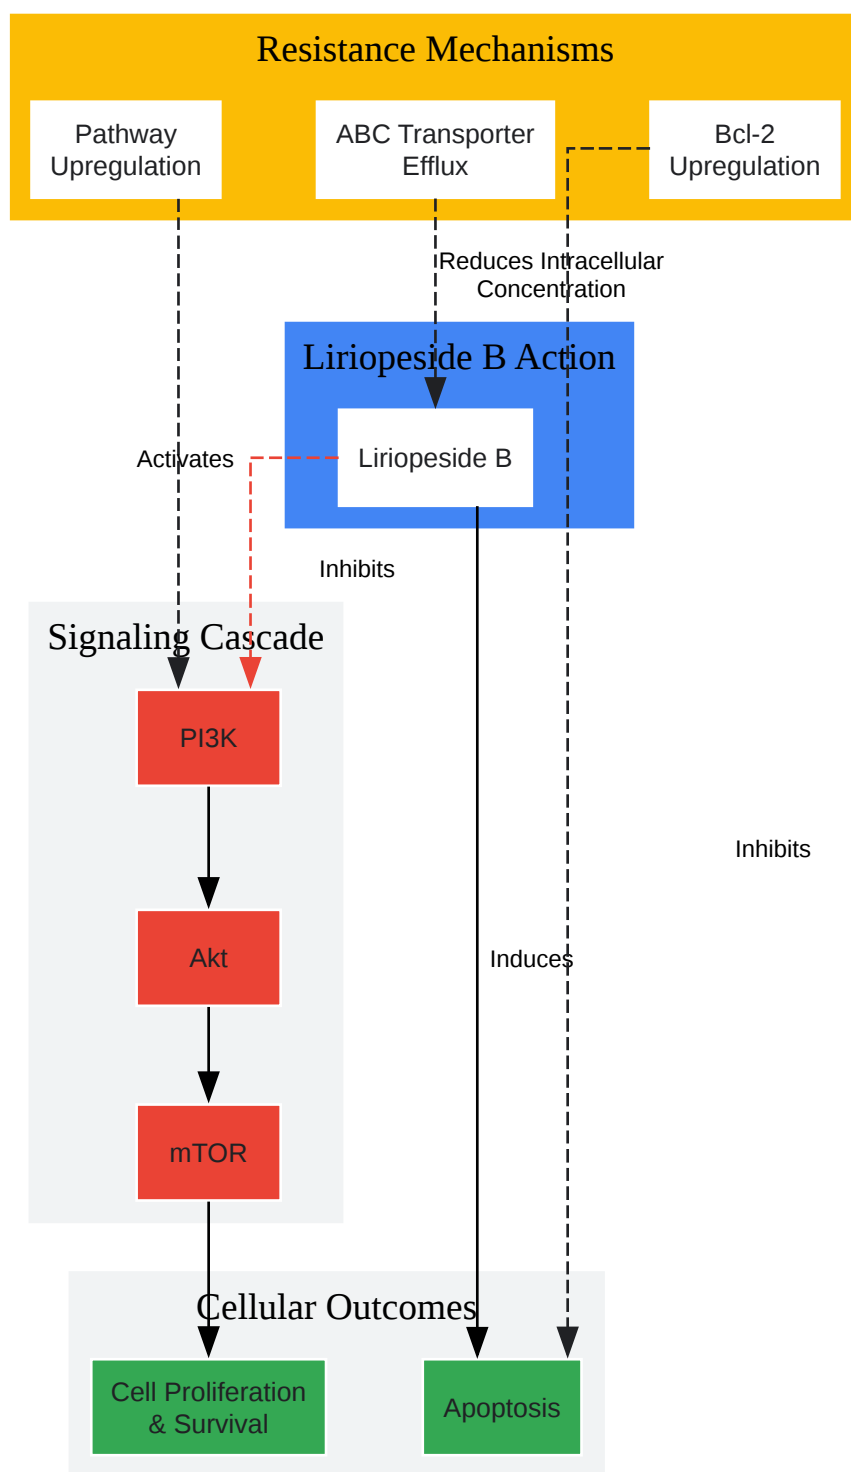 Resistance Mechanisms
Pathway
Upregulation
ABC Transporter
Efflux
Bcl-2
Upregulation
Reduces Intracellular
Concentration
Liriopeside B Action
Liriopeside B
Activates
Inhibits
Signaling Cascade
PI3K
Inhibits
Akt
Induces
mTOR
Cellular Outcomes
Cell Proliferation
& Survival
Apoptosis